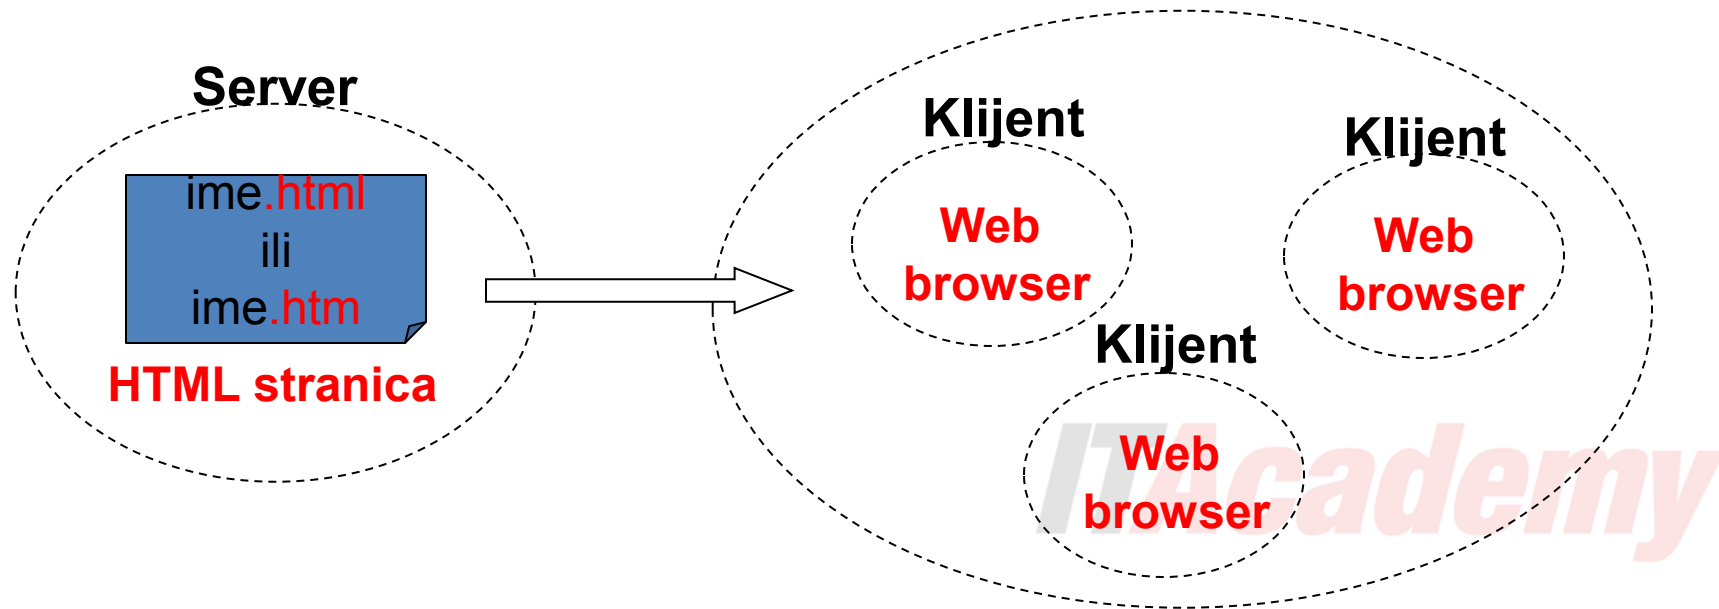 Server
ime.html
ili
ime.htm
HTML stranica
Klijent
Web
browser
Klijent
Web
browser
Klijent
Web
browser
ITAcademy